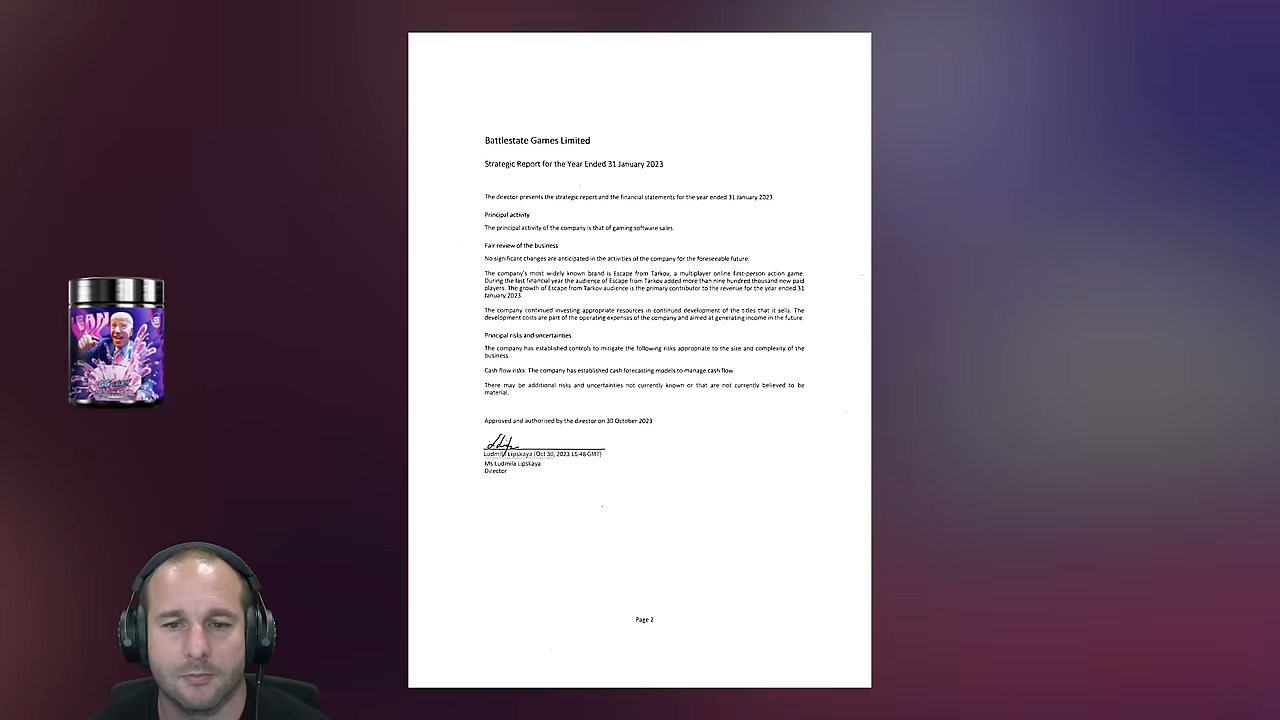 Battlestate Games Limited
Strategic Report for the Year Ended 31 January 2023
The director presents the strategic report and the financial statements for the year ended 31 January 2023.
Principal activity
The principal activity of the company is that of gaming software sales.
Fair review of the business
No significant changes are anticipated in the activities of the company for the foreseeable future.
The company's most widely known brand is Escape from Tarkov, a multiplayer online first-person action game.
During the last financial year the audience of Escape from Tarkov added more than nine hundred thousand new paid
players. The growth of Escape from Tarkov audience is the primary contributor to the revenue for the year ended 31
January 2023.
The company continued investing appropriate resources in continued development of the titles that it sells. The
development costs are part of the operating expenses of the company and aimed at generating income in the future.
Principal risks and uncertainties
The company has established controls to mitigate the following risks appropriate to the size and complexity of the
business.
Cash flow risks: The company has established cash forecasting models to manage cash flow.
There may be additional risks and uncertainties not currently known or that are not currently believed to be
material.
Approved and authorised by the director on 30 October 2023
Ludmila Lipskaya (Oct 30, 2023 15:48 GMT)
Ms Ludmila Lipskaya
Director
Page 2